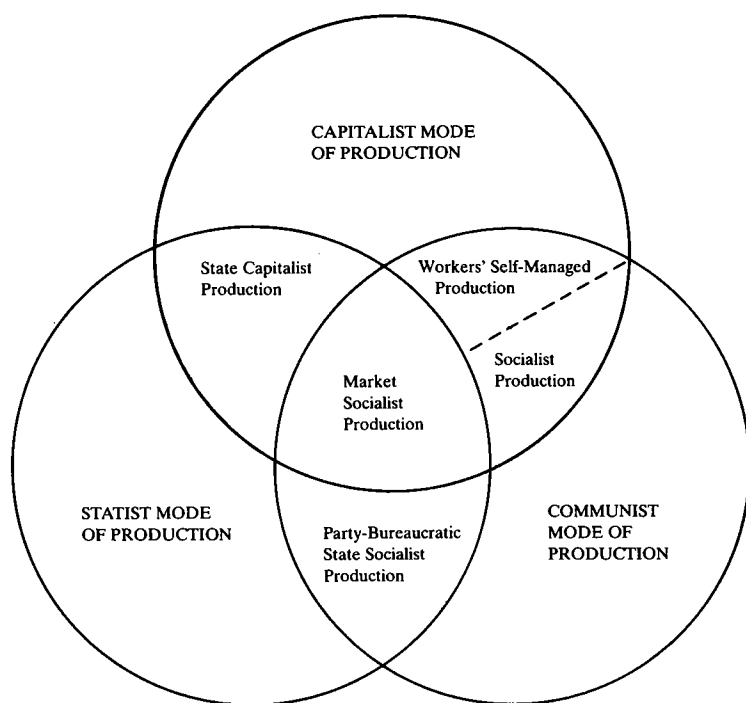 CAPITALIST MODE
OF PRODUCTION
State Capitalist
Production
Workers' Self-Managed
Production
Socialist
Production
Market
Socialist
Production
STATIST MODE
OF PRODUCTION
Party-Bureaucratic
State Socialist
Production
COMMUNIST
MODE OF
PRODUCTION